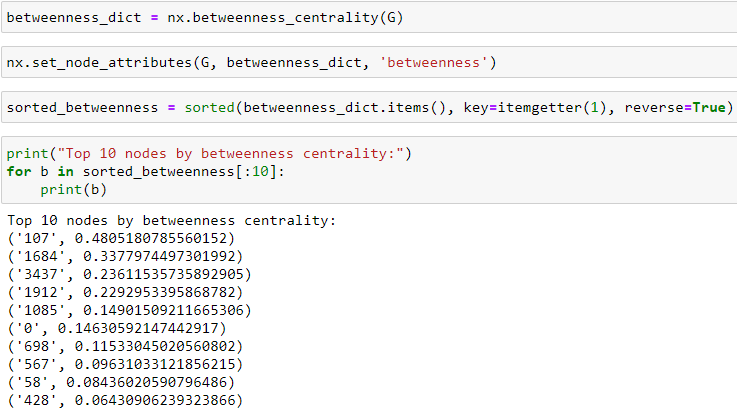 betweenness_dict = nx.betweenness_centrality(G)
nx.set_node_attributes(G, betweenness_dict, 'betweenness')
sorted_betweenness = sorted(betweenness_dict.items(), key=itemgetter(1), reverse=True)
print("Top 10 nodes by betweenness centrality:")
for b in sorted_betweenness[:10]:
    print(b)
Top 10 nodes by betweenness centrality:
('107', 0.4805180785560152)
('1684', 0.3377974497301992)
('3437', 0.23611535735892905)
('1912', 0.2292953395868782)
('1085', 0.14901509211665306)
('0', 0.14630592147442917)
('698', 0.11533045020560802)
('567', 0.09631033121856215)
('58', 0.08436020590796486)
('428', 0.06430906239323866)